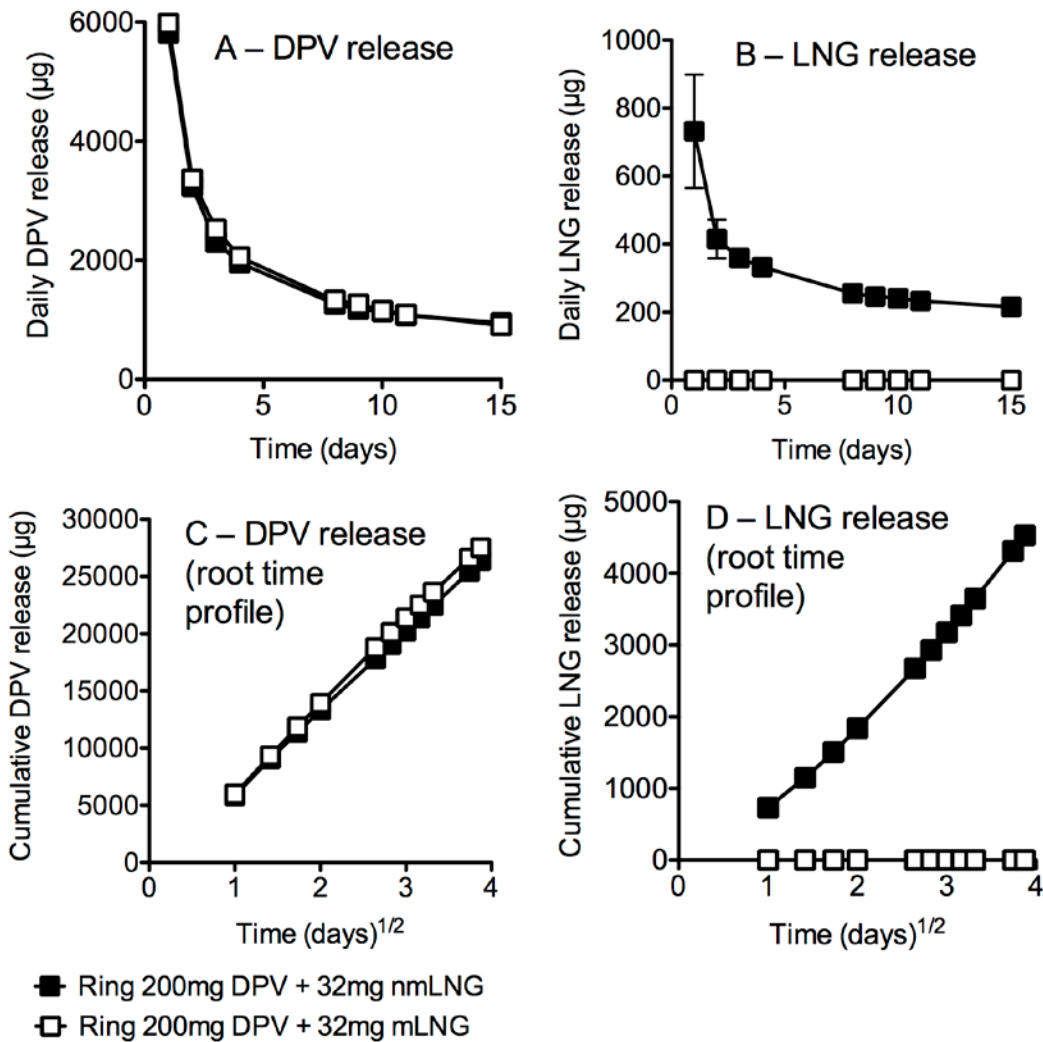 A – DPV release
Daily DPV release (µg)
6000
4000
2000
0
0 5 10 15
Time (days)
B – LNG release
Daily LNG release (µg)
1000
800
600
400
200
0
0 5 10 15
Time (days)
C – DPV release
(root time
profile)
Cumulative DPV release (µg)
30000
25000
20000
15000
10000
5000
0
0 1 2 3 4
Time (days)1/2
D – LNG release
(root time
profile)
Cumulative LNG release (µg)
5000
4000
3000
2000
1000
0
0 1 2 3 4
Time (days)1/2
Ring 200mg DPV + 32mg nmLNG
Ring 200mg DPV + 32mg mLNG